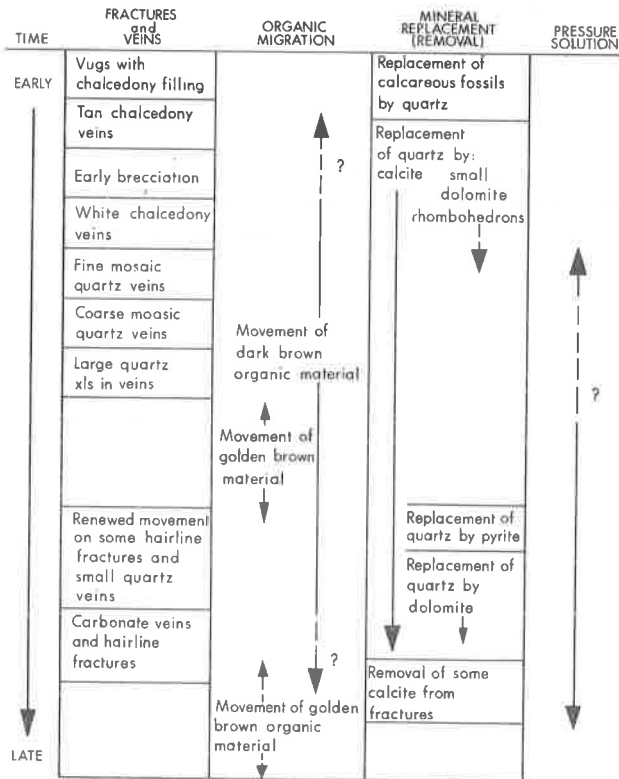 TIME
FRACTURES
and
VEINS
ORGANIC
MIGRATION
MINERAL
REPLACEMENT
(REMOVAL)
PRESSURE
SOLUTION
EARLY
LATE
Vugs with
chalcedony filling
Tan chalcedony
veins
Early brecciation
White chalcedony
veins
Fine mosaic
quartz veins
Coarse moasic
quartz veins
Large quartz
xls in veins
Renewed movement
on some hairline
fractures and
small quartz
veins
Carbonate veins
and hairline
fractures
?
Movement of
dark brown
organic material
Movement of
golden brown
material
?
Movement of golden
brown organic
material
Replacement of
calcareous fossils
by quartz
Replacement
of quartz by:
calcite small
dolomite
rhombohedrons
Replacement of
quartz by pyrite
Replacement of
quartz by
dolomite
Removal of some
calcite from
fractures
?